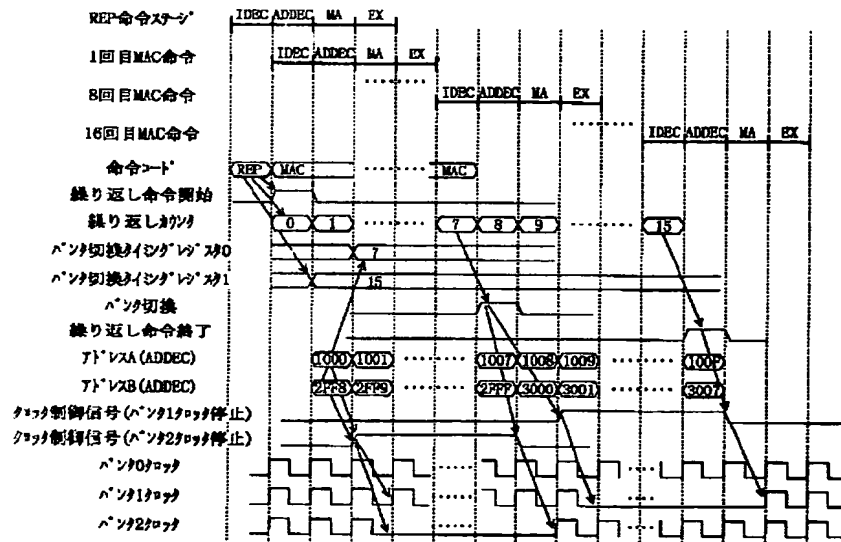 REP命令ステージ IDEC ADDEC MA EX
1回目MAC命令 IDEC ADDEC MA EX
8回目MAC命令 IDEC ADDEC MA EX
16回目MAC命令 IDEC ADDEC MA EX
命令コード REP MAC MAC
繰り返し命令開始
繰り返しカウンタ 0 1 7 8 9 15
バンク切換タイミングレジスタ0 7
バンク切換タイミングレジスタ1 15
バンク切換
繰り返し命令終了
アドレスA(ADDEC) 1000 1001 1007 1008 1009 100F
アドレスB(ADDEC) 2FF8 2FF9 2FFF 3000 3001 3007
クロック制御信号(バンク1クロック停止)
クロック制御信号(バンク2クロック停止)
バンク0クロック
バンク1クロック
バンク2クロック